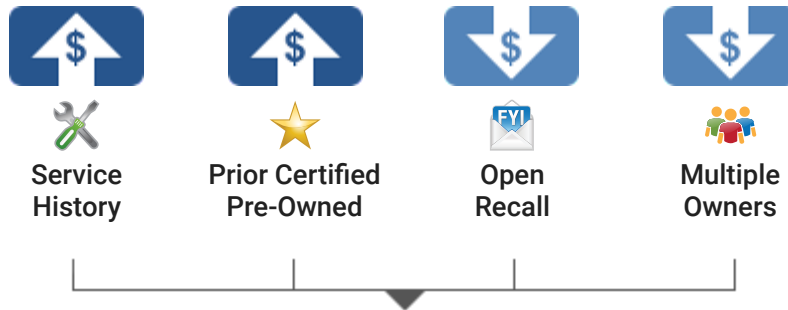 $ $ $ $
FYI
Service Prior Certified Open Multiple
History Pre-Owned Recall Owners